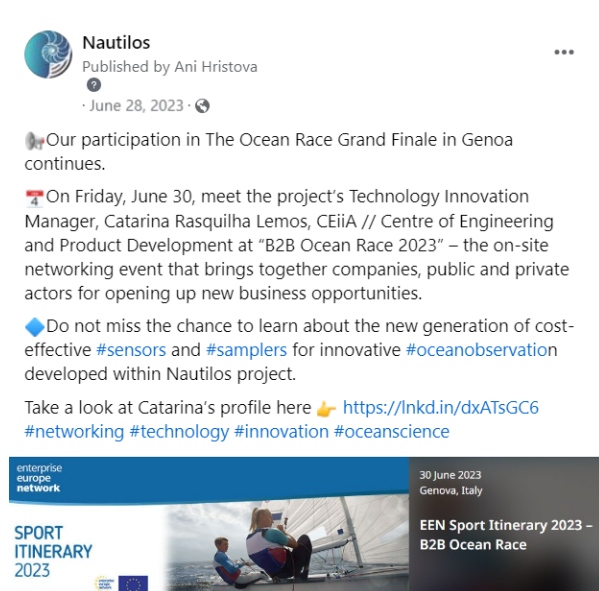 Nautilos
Published by Ani Hristova
· June 28, 2023 ·
Our participation in The Ocean Race Grand Finale in Genoa
continues.
On Friday, June 30, meet the project's Technology Innovation
Manager, Catarina Rasquilha Lemos, CEiiA // Centre of Engineering
and Product Development at “B2B Ocean Race 2023” – the on-site
networking event that brings together companies, public and private
actors for opening up new business opportunities.
Do not miss the chance to learn about the new generation of cost-
effective #sensors and #samplers for innovative #oceanobservation
developed within Nautilos project.
Take a look at Catarina's profile here 👉 https://lnkd.in/dxATsGC6
#networking #technology #innovation #oceanscience
enterprise
europe
network
SPORT
ITINERARY
2023
30 June 2023
Genova, Italy
EEN Sport Itinerary 2023 –
B2B Ocean Race